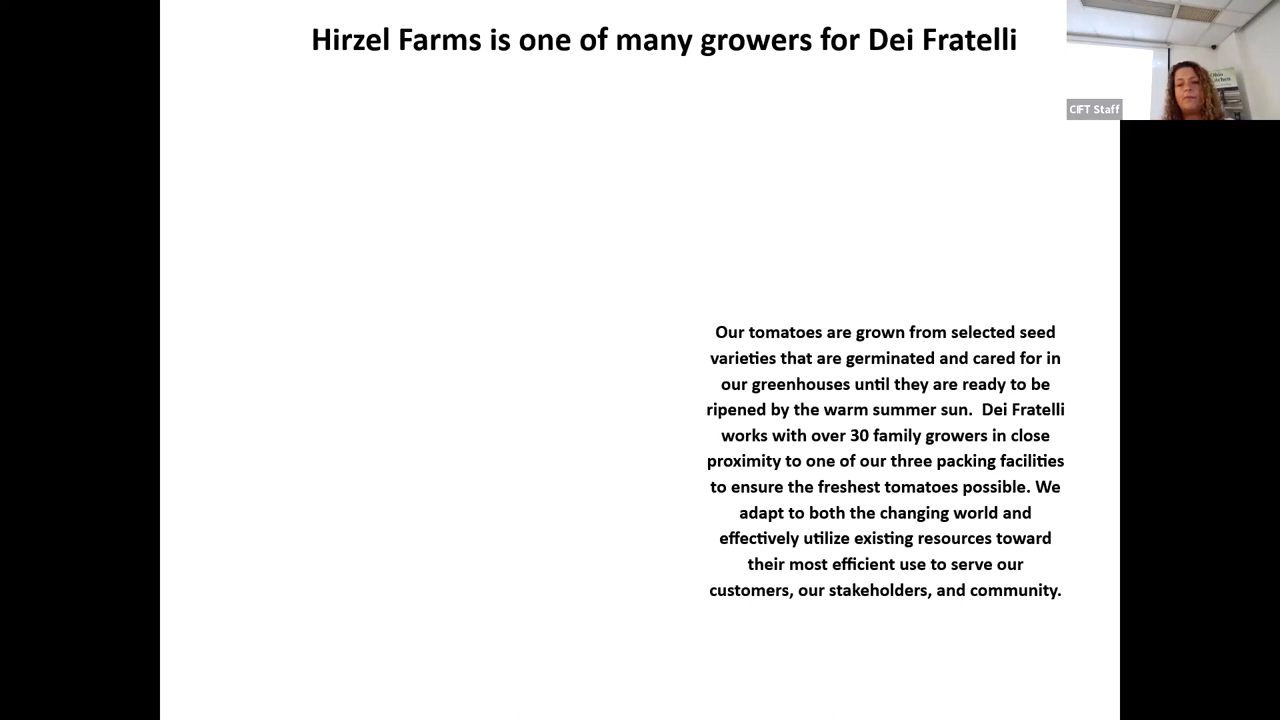 Hirzel Farms is one of many growers for Dei Fratelli
CIFT Staff
Our tomatoes are grown from selected seed
varieties that are germinated and cared for in
our greenhouses until they are ready to be
ripened by the warm summer sun.  Dei Fratelli
works with over 30 family growers in close
proximity to one of our three packing facilities
to ensure the freshest tomatoes possible. We
adapt to both the changing world and
effectively utilize existing resources toward
their most efficient use to serve our
customers, our stakeholders, and community.